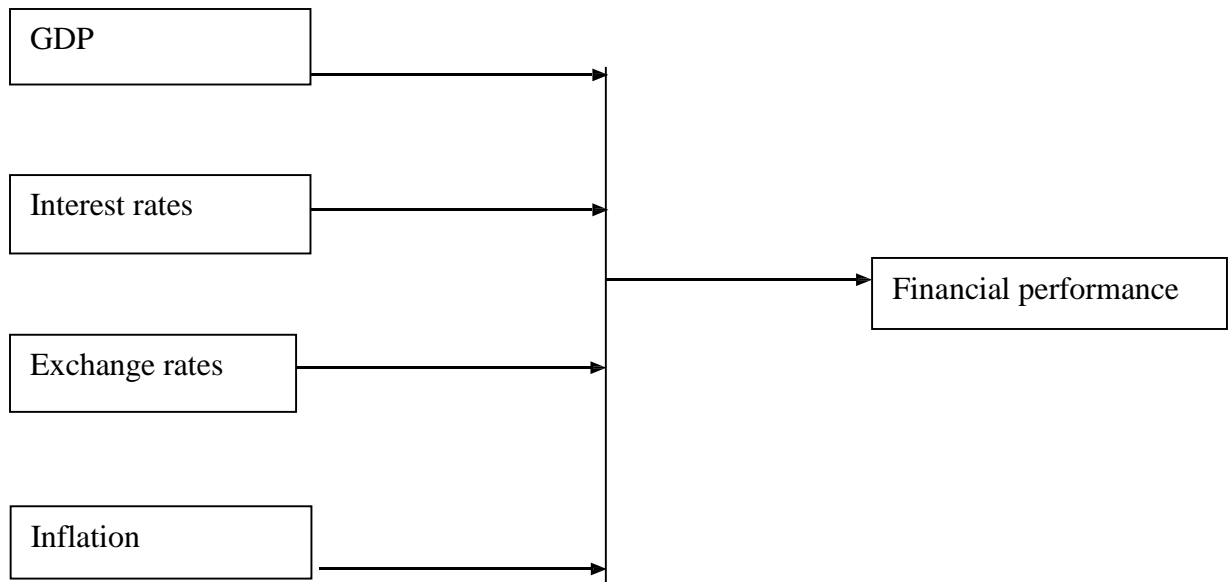 GDP
Interest rates
Financial performance
Exchange rates
Inflation